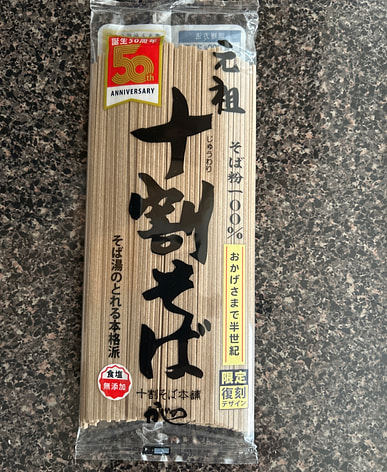 誕生50周年
50th
ANNIVERSARY
元祖
十割そば
じゅうわり
そば粉一〇〇%
おかげさまで半世紀
そば湯のとれる本格派
食塩
無添加
限定
復刻
デザイン
十割そば本舗